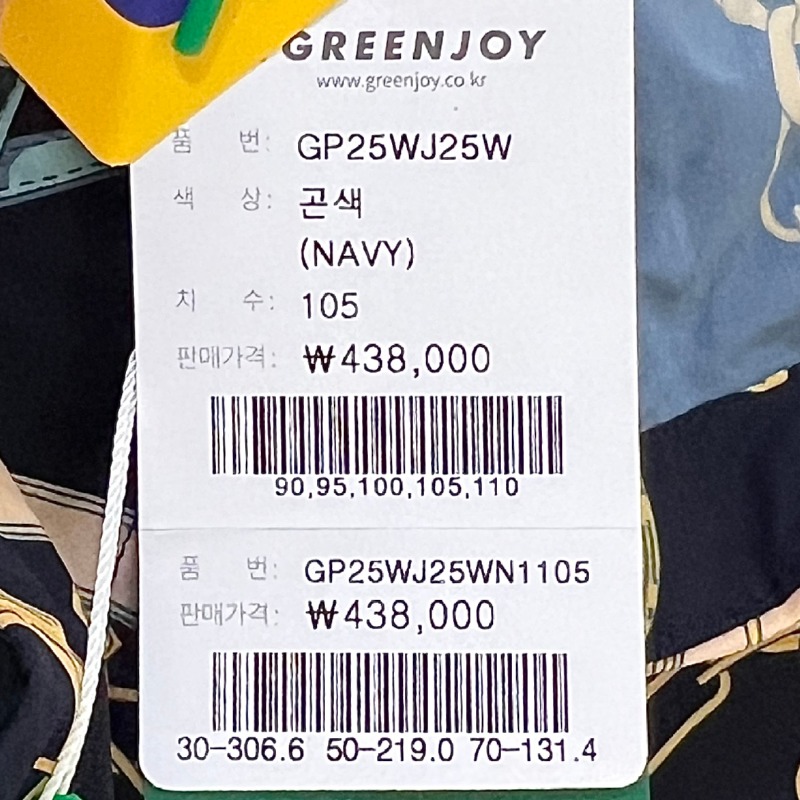 GREENJOY
www.greenjoy.co.kr
품 번: GP25WJ25W
색 상: 곤색
(NAVY)
치 수: 105
판매가격: ₩438,000
90,95,100,105,110
품 번: GP25WJ25WN1105
판매가격: ₩438,000
30-306.6 50-219.0 70-131.4